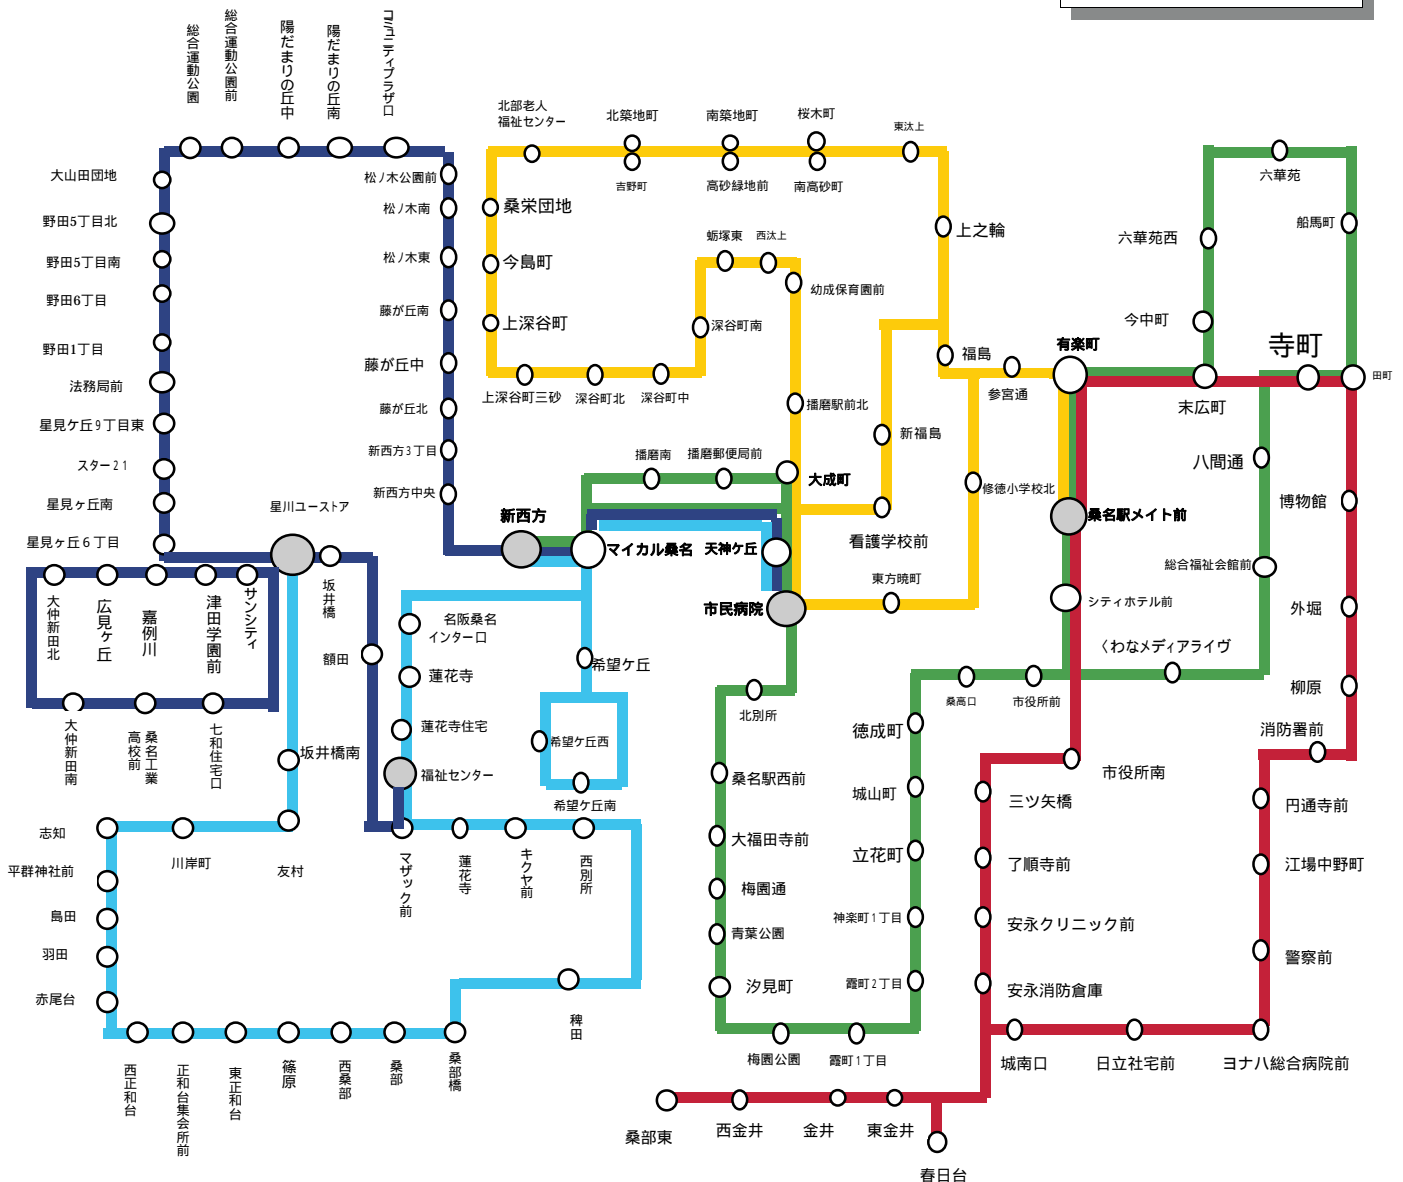 総合運動公園
総合運動公園前
陽だまりの丘中
陽だまりの丘南
コミュニティプラザ口
大山田団地
野田5丁目北
野田5丁目南
野田6丁目
野田1丁目
法務局前
星見ケ丘9丁目東
スター21
星見ヶ丘南
星見ヶ丘6丁目
松ノ木公園前
松ノ木南
松ノ木東
藤が丘南
藤が丘中
藤が丘北
新西方3丁目
新西方中央
北部老人
福祉センター
北築地町
南築地町
桜木町
東汰上
吉野町
高砂緑地前
南高砂町
桑栄団地
今島町
上深谷町
上深谷町三砂
深谷町北
深谷町中
深谷町南
蛎塚東
西汰上
幼成保育園前
上之輪
福島
参宮通
有楽町
播磨駅前北
新福島
修徳小学校北
看護学校前
東方暁町
播磨南
播磨郵便局前
大成町
新西方
マイカル桑名
天神ケ丘
市民病院
六華苑
船馬町
六華苑西
今中町
寺町
田町
末広町
八間通
博物館
桑名駅メイト前
総合福祉会館前
シティホテル前
外堀
くわなメディアライヴ
柳原
桑高口
市役所前
消防署前
市役所南
円通寺前
江場中野町
警察前
ヨナハ総合病院前
日立社宅前
城南口
三ツ矢橋
了順寺前
安永クリニック前
安永消防倉庫
桑部東
西金井
金井
東金井
春日台
北別所
桑名駅西前
大福田寺前
梅園通
青葉公園
汐見町
梅園公園
霞町1丁目
霞町2丁目
神楽町1丁目
立花町
城山町
徳成町
星川ユーストア
坂井橋
額田
大仲新田北
広見ヶ丘
嘉例川
津田学園前
サンシティ
大仲新田南
桑名工業
高校前
七和住宅口
坂井橋南
友村
川岸町
志知
平群神社前
島田
羽田
赤尾台
西正和台
正和台集会所前
東正和台
篠原
西桑部
桑部
桑部橋
稗田
名阪桑名
インター口
蓮花寺
蓮花寺住宅
福祉センター
マザック前
蓮花寺
キクヤ前
西別所
希望ケ丘
希望ケ丘西
希望ケ丘南